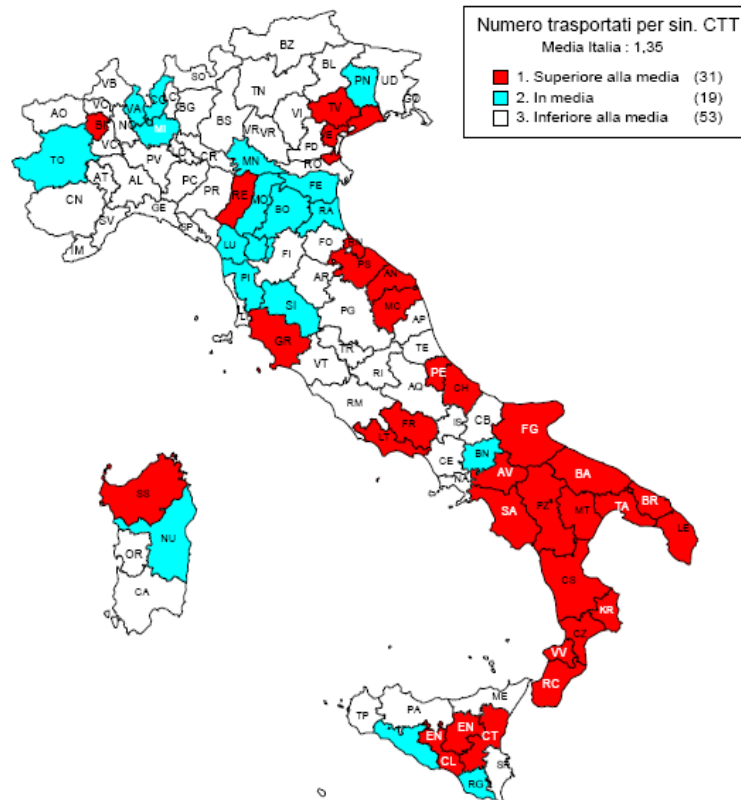 Numero trasportati per sin. CTT
Media Italia : 1,35
1. Superiore alla media (31)
2. In media (19)
3. Inferiore alla media (53)
BZ
SO
BL
PN
UD
VB
TN
AO
VC
VA
BG
TV
GO
BS
VI
MI
VR
VR
PD
VC
TO
PV
CR
MN
RO
AT
AL
PC
FE
PR
RE
MO
BO
RA
CN
GE
SV
SP
LU
FO
IM
FI
PS
PI
AR
AN
SI
MC
PG
AP
GR
TE
TR
VT
RI
PE
AQ
CH
RM
IS
CB
FR
FG
LT
CE
BN
NA
AV
BA
SS
PZ
MT
BR
SA
TA
LE
NU
OR
CS
CA
KR
CZ
VV
RC
ME
TP
PA
EN
EN
CT
CL
SR
RG